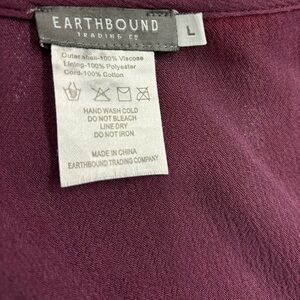 EARTHBOUND
TRADING Co
L
Outer shell-100% Viscose
Lining-100% Polyester
Cord-100% Cotton
HAND WASH COLD
DO NOT BLEACH
LINE DRY
DO NOT IRON
MADE IN CHINA
EARTHBOUND TRADING COMPANY